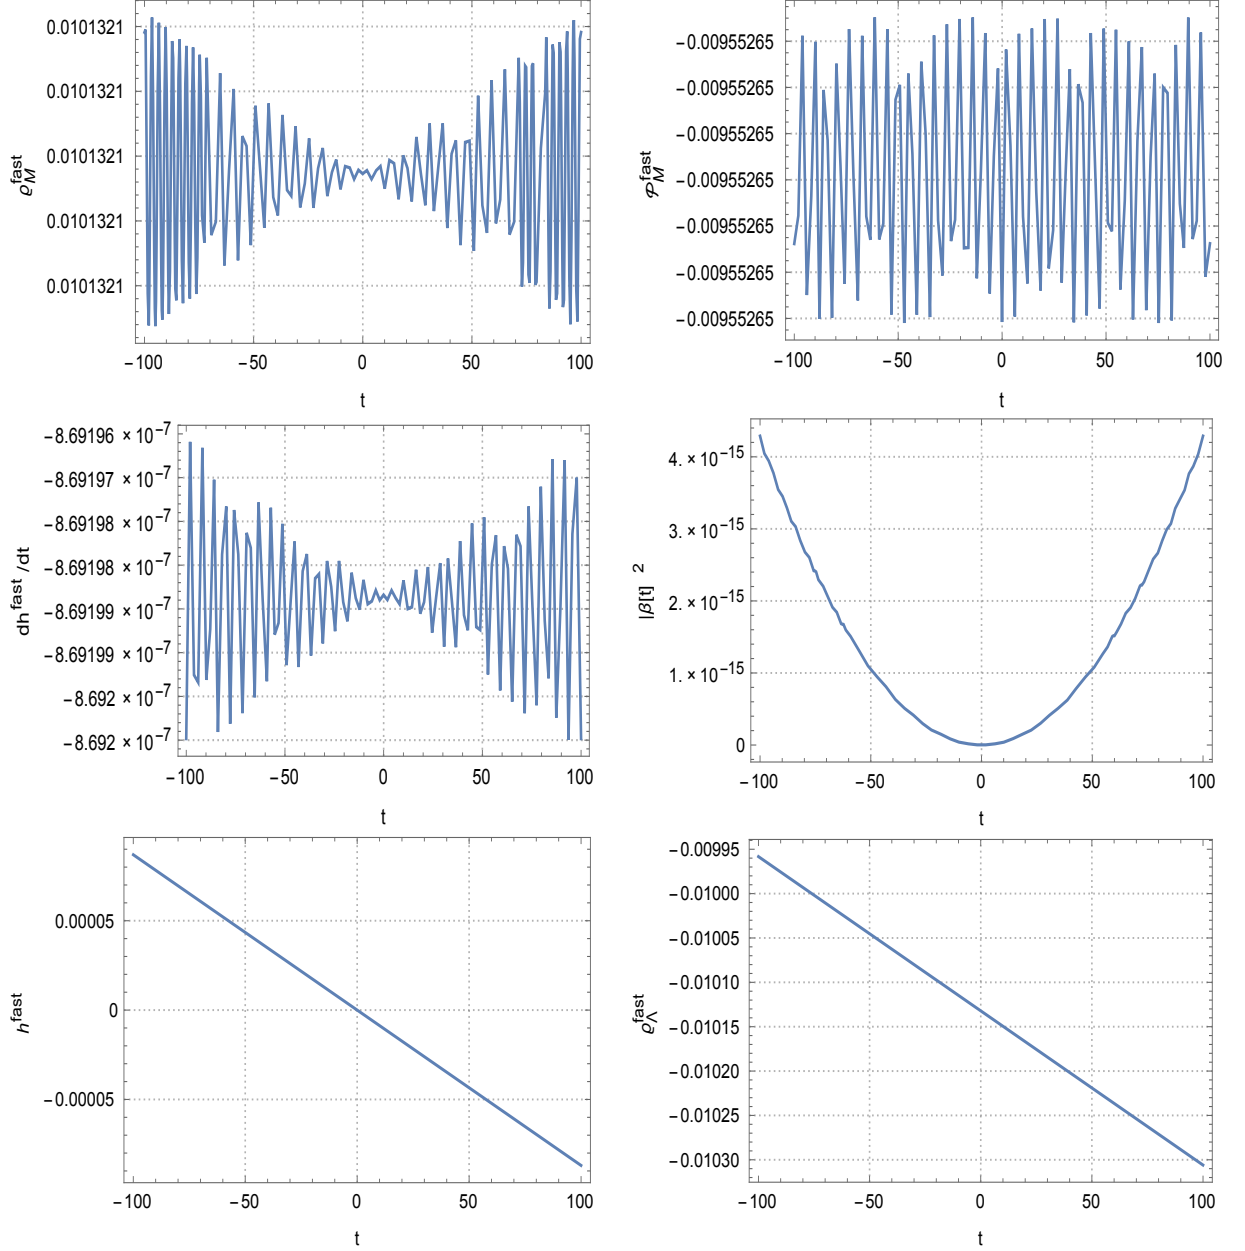 0.0101321
0.0101321
0.0101321
0.0101321
0.0101321
ϱ_M^fast
−100 −50 0 50 100
t
−0.00955265
−0.00955265
−0.00955265
−0.00955265
−0.00955265
−0.00955265
−0.00955265
𝒫_M^fast
−100 −50 0 50 100
t
−8.69196 × 10^−7
−8.69197 × 10^−7
−8.69198 × 10^−7
−8.69198 × 10^−7
−8.69199 × 10^−7
−8.69199 × 10^−7
−8.692 × 10^−7
−8.692 × 10^−7
dh^fast /dt
−100 −50 0 50 100
t
4. × 10^−15
3. × 10^−15
2. × 10^−15
1. × 10^−15
0
|β[t]|^2
−100 −50 0 50 100
t
0.00005
0
−0.00005
h^fast
−100 −50 0 50 100
t
−0.00995
−0.01000
−0.01005
−0.01010
−0.01015
−0.01020
−0.01025
−0.01030
ϱ_Λ^fast
−100 −50 0 50 100
t